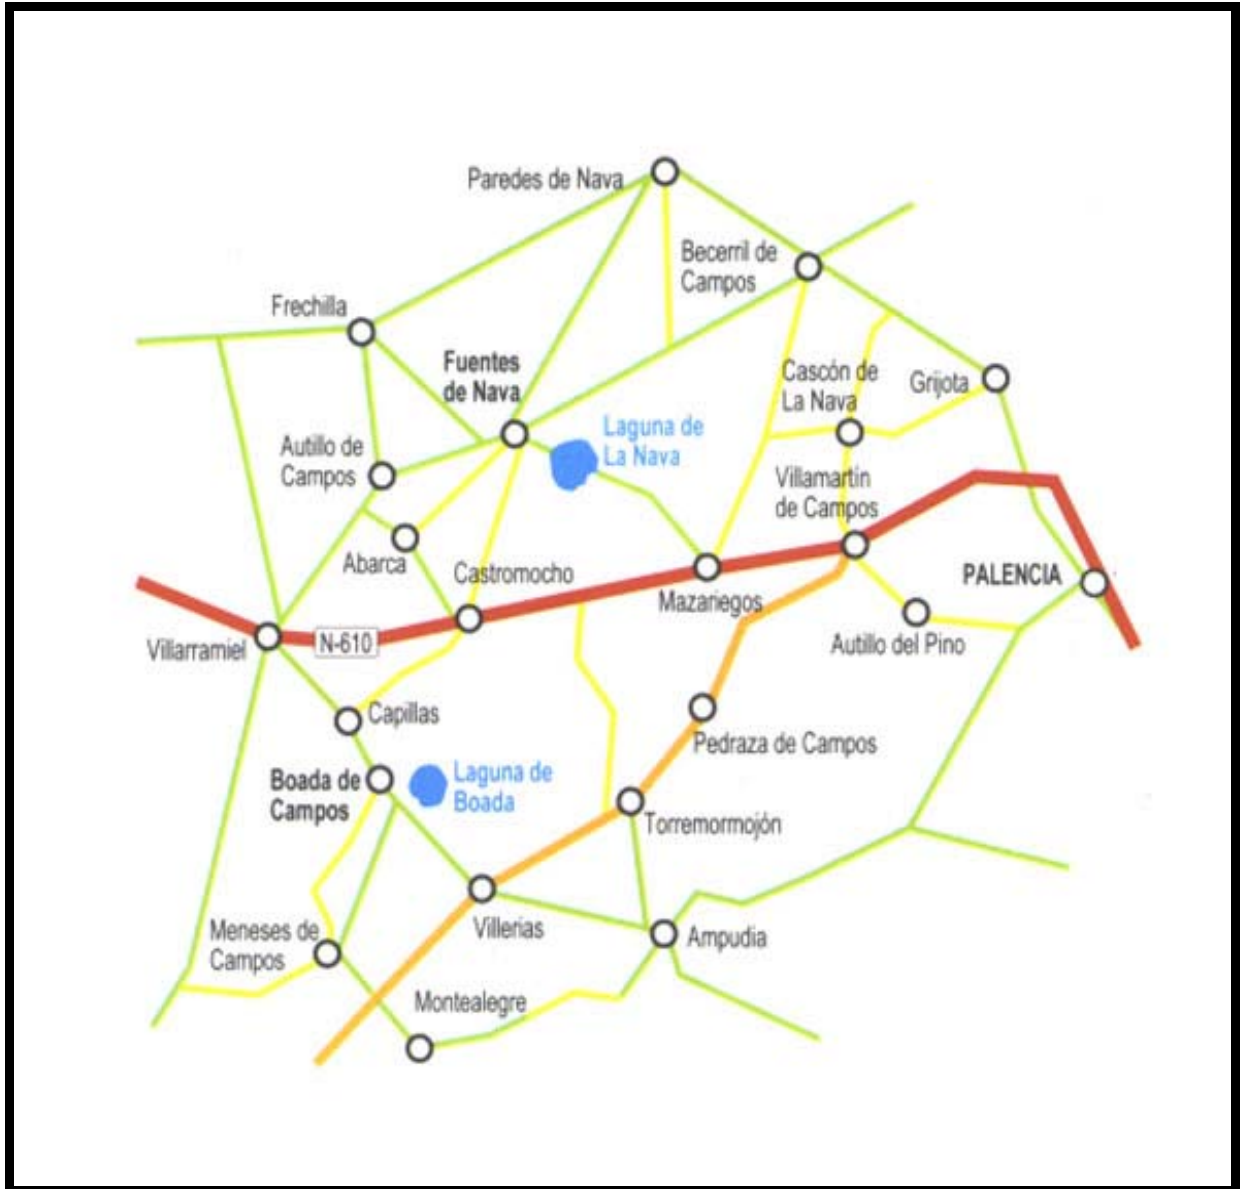 Paredes de Nava
Becerril de
Campos
Frechilla
Fuentes
de Nava
Cascón de
La Nava
Grijota
Laguna de
La Nava
Autillo de
Campos
Villamartín
de Campos
Abarca
Castromocho
PALENCIA
Mazariegos
Villarramiel
N-610
Autillo del Pino
Capillas
Pedraza de Campos
Boada de
Campos
Laguna de
Boada
Torremormojón
Villerias
Ampudia
Meneses de
Campos
Montealegre